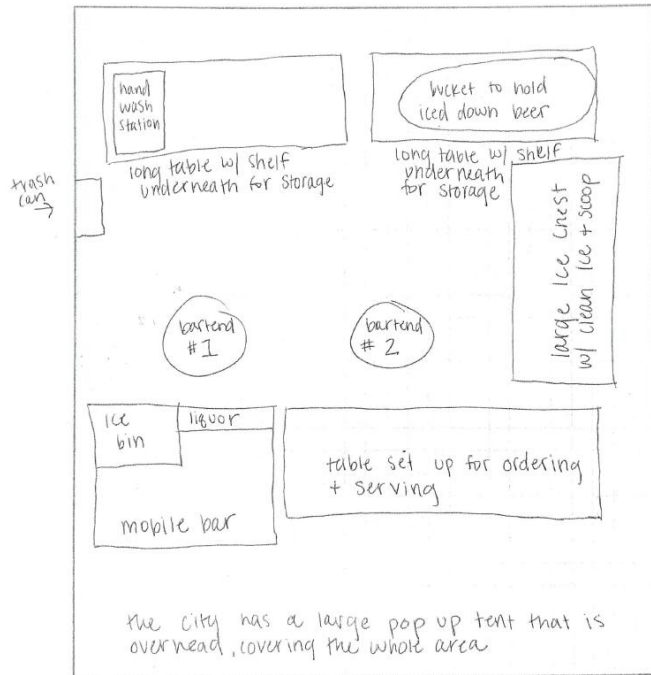 hand
wash
station
bucket to hold
iced down beer
long table w/ shelf
underneath for storage
long table w/ shelf
underneath
for storage
trash
can
large Ice Chest
w/ clean Ice + scoop
bartend
#1
bartend
# 2
ice
bin
liquor
mobile bar
table set up for ordering
+ serving
the city has a large pop up tent that is
overhead, covering the whole area